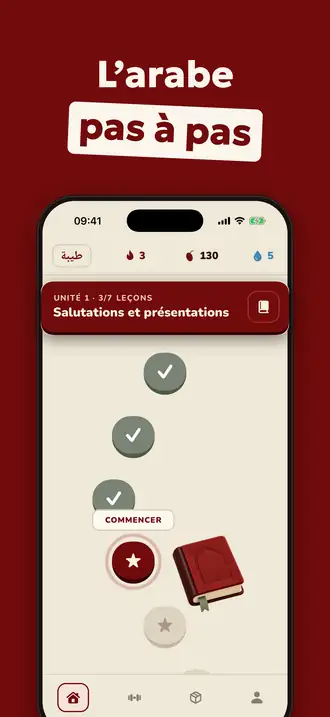 L'arabe
pas à pas
09:41
طيبة
3
130
5
UNITÉ 1 · 3/7 LEÇONS
Salutations et présentations
COMMENCER